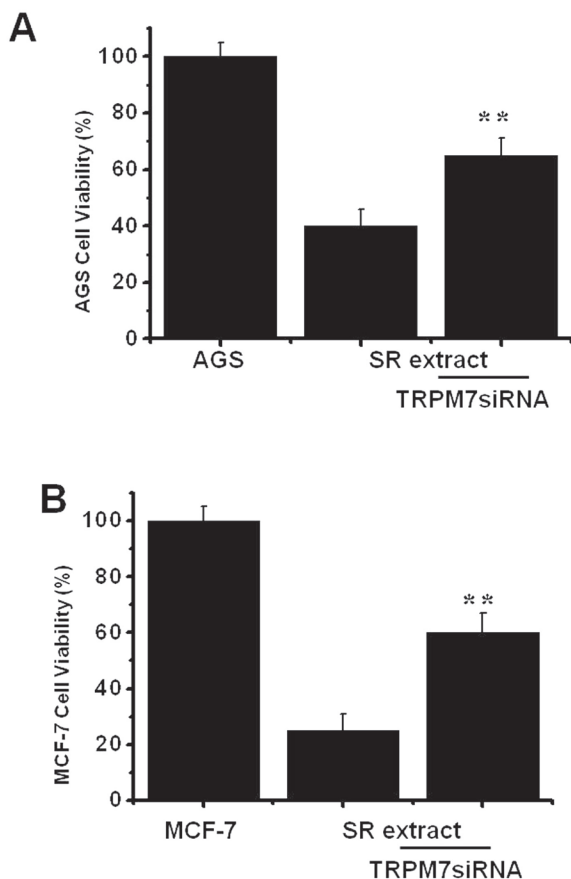 A
AGS Cell Viability (%)
100
80
60
40
20
0
**
AGS
SR extract
TRPM7siRNA
B
MCF-7 Cell Viability (%)
100
80
60
40
20
0
**
MCF-7
SR extract
TRPM7siRNA